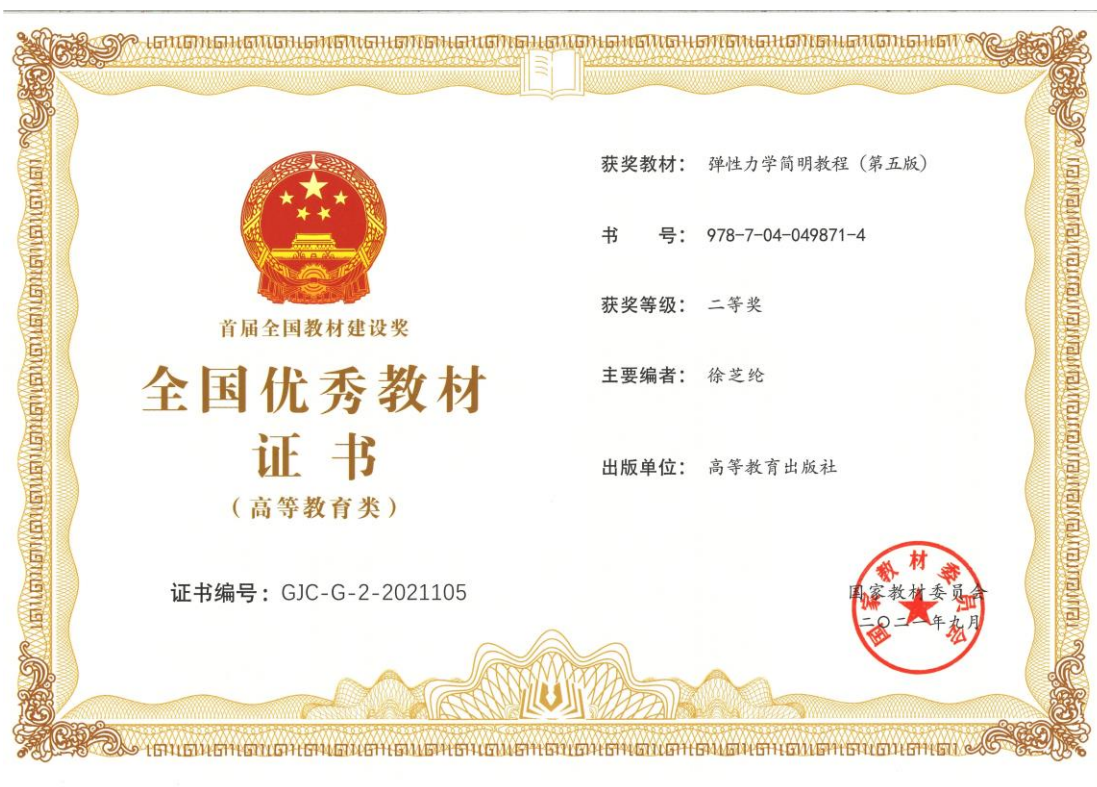 首届全国教材建设奖
全国优秀教材
证书
（高等教育类）
证书编号：GJC-G-2-2021105
获奖教材： 弹性力学简明教程（第五版）
书 号： 978-7-04-049871-4
获奖等级： 二等奖
主要编者： 徐芝纶
出版单位： 高等教育出版社
国家教材委员会
二〇二一年九月
国家教材委员会